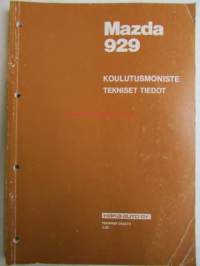 Mazda
929
KOULUTUSMONISTE
TEKNISET TIEDOT